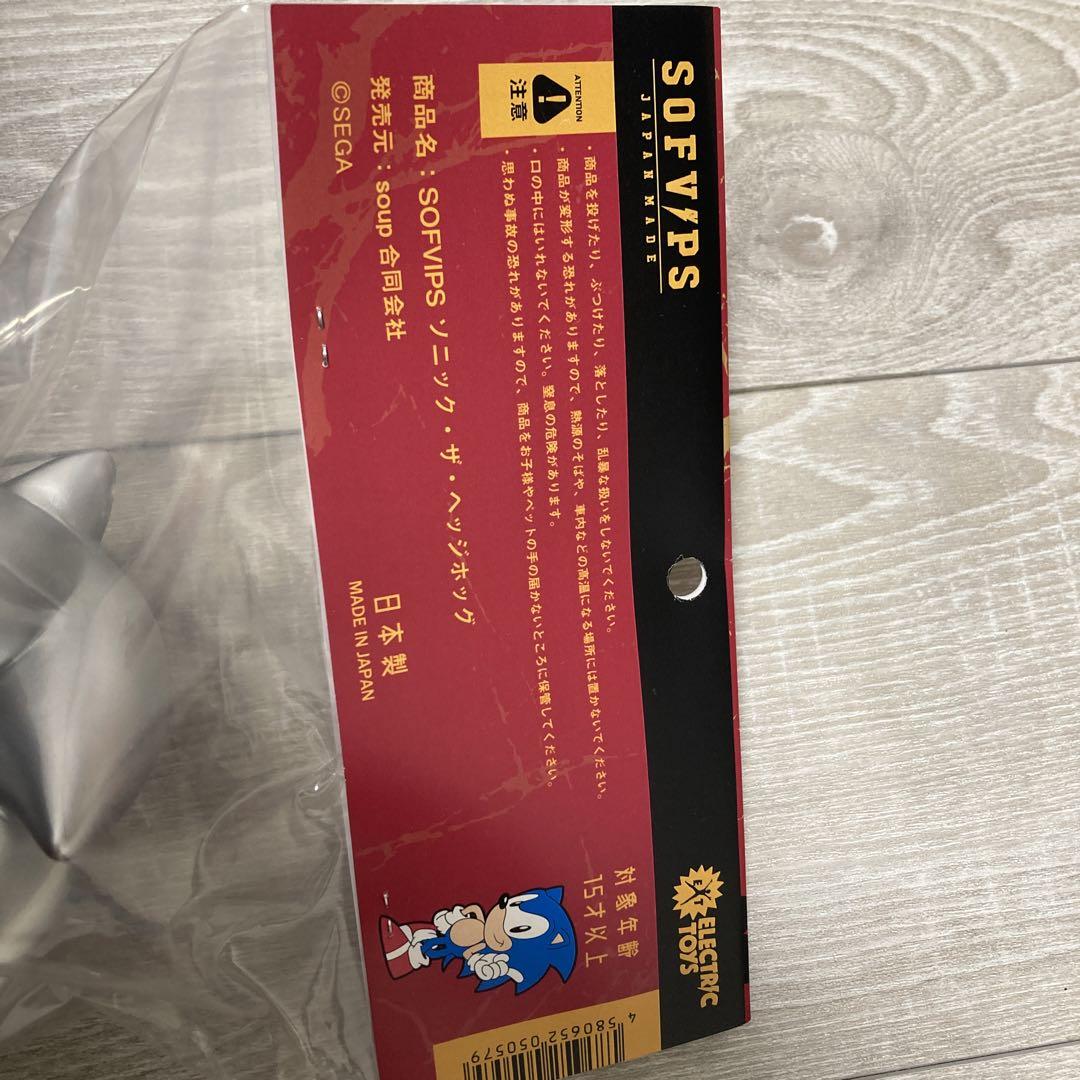 SOFVIPS
JAPAN MADE
EXT
ELECTRIC
TOYS
ATTENTION
注意
・商品を投げたり、ぶつけたり、落としたり、乱暴な扱いをしないでください。
・商品が変形する恐れがありますので、熱源のそばや、車内などの高温になる場所には置かないでください。
・口の中にはいれないでください。窒息の危険があります。
・思わぬ事故の恐れがありますので、商品をお子様やペットの手の届かないところに保管してください。
商品名：SOFVIPS ソニック・ザ・ヘッジホッグ
発売元：soup 合同会社
©SEGA
日本製
MADE IN JAPAN
対象年齢
15才以上
4 580652 050579